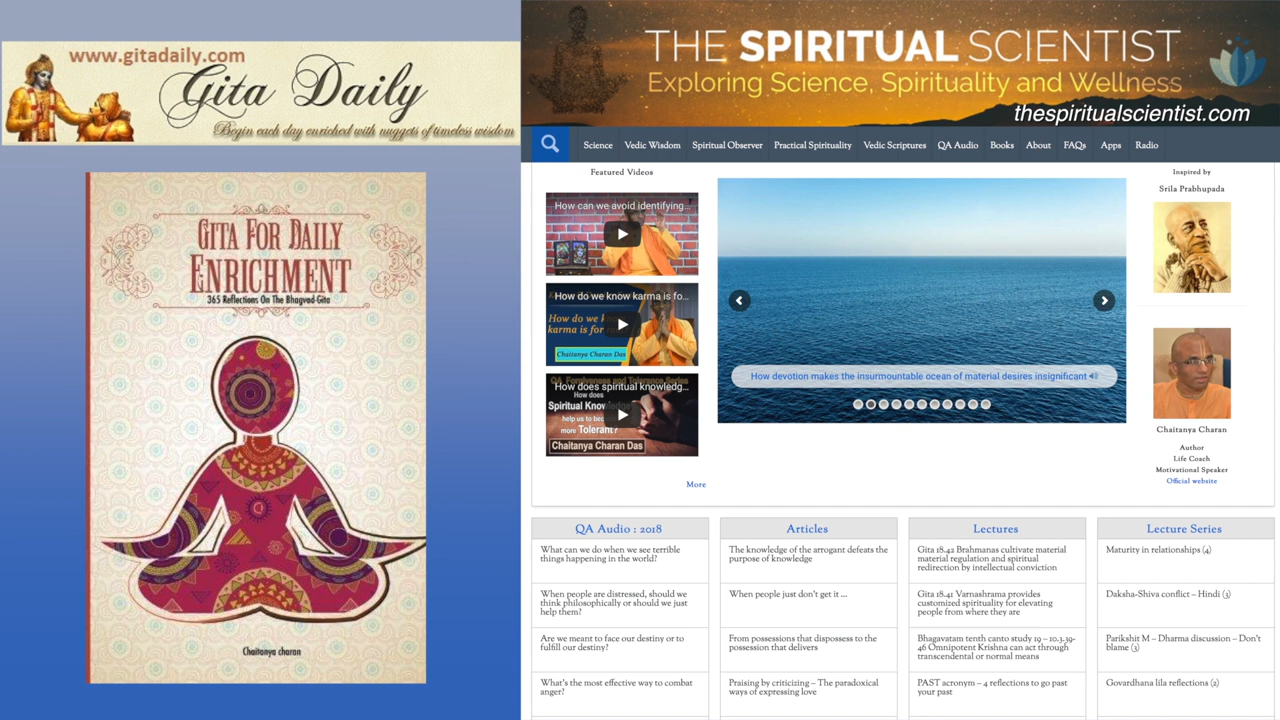 www.gitadaily.com
Gita Daily
Begin each day enriched with nuggets of timeless wisdom
GITA FOR DAILY
ENRICHMENT
365 Reflections On The Bhagvad-Gita
Chaitanya charan
THE SPIRITUAL SCIENTIST
Exploring Science, Spirituality and Wellness
thespiritualscientist.com
Science Vedic Wisdom Spiritual Observer Practical Spirituality Vedic Scriptures QA Audio Books About FAQs Apps Radio
Featured Videos
How can we avoid identifying...
How do we know karma is fo...
How do we k
karma is for
Chaitanya Charan Das
QA Forgiveness and Tolerance Series
How does spiritual knowledg...
How does
Spiritual Know
help us to bec
more Tolerant?
Chaitanya Charan Das
More
How devotion makes the insurmountable ocean of material desires insignificant
Inspired by
Srila Prabhupada
Chaitanya Charan
Author
Life Coach
Motivational Speaker
Official website
QA Audio : 2018
What can we do when we see terrible
things happening in the world?
When people are distressed, should we
think philosophically or should we just
help them?
Are we meant to face our destiny or to
fulfill our destiny?
What's the most effective way to combat
anger?
Articles
The knowledge of the arrogant defeats the
purpose of knowledge
When people just don't get it ...
From possessions that dispossess to the
possession that delivers
Praising by criticizing – The paradoxical
ways of expressing love
Lectures
Gita 18.42 Brahmanas cultivate material
material regulation and spiritual
redirection by intellectual conviction
Gita 18.41 Varnashrama provides
customized spirituality for elevating
people from where they are
Bhagavatam tenth canto study 19 – 10.3.39-
46 Omnipotent Krishna can act through
transcendental or normal means
PAST acronym – 4 reflections to go past
your past
Lecture Series
Maturity in relationships (4)
Daksha-Shiva conflict – Hindi (3)
Parikshit M – Dharma discussion – Don't
blame (3)
Govardhana lila reflections (2)